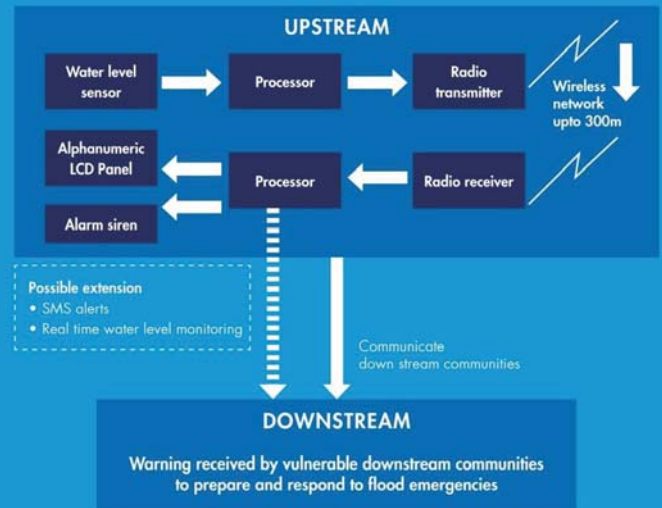 UPSTREAM
Water level
sensor
Processor
Radio
transmitter
Wireless
network
upto 300m
Alphanumeric
LCD Panel
Processor
Radio receiver
Alarm siren
Possible extension
• SMS alerts
• Real time water level monitoring
Communicate
down stream communities
DOWNSTREAM
Warning received by vulnerable downstream communities
to prepare and respond to flood emergencies